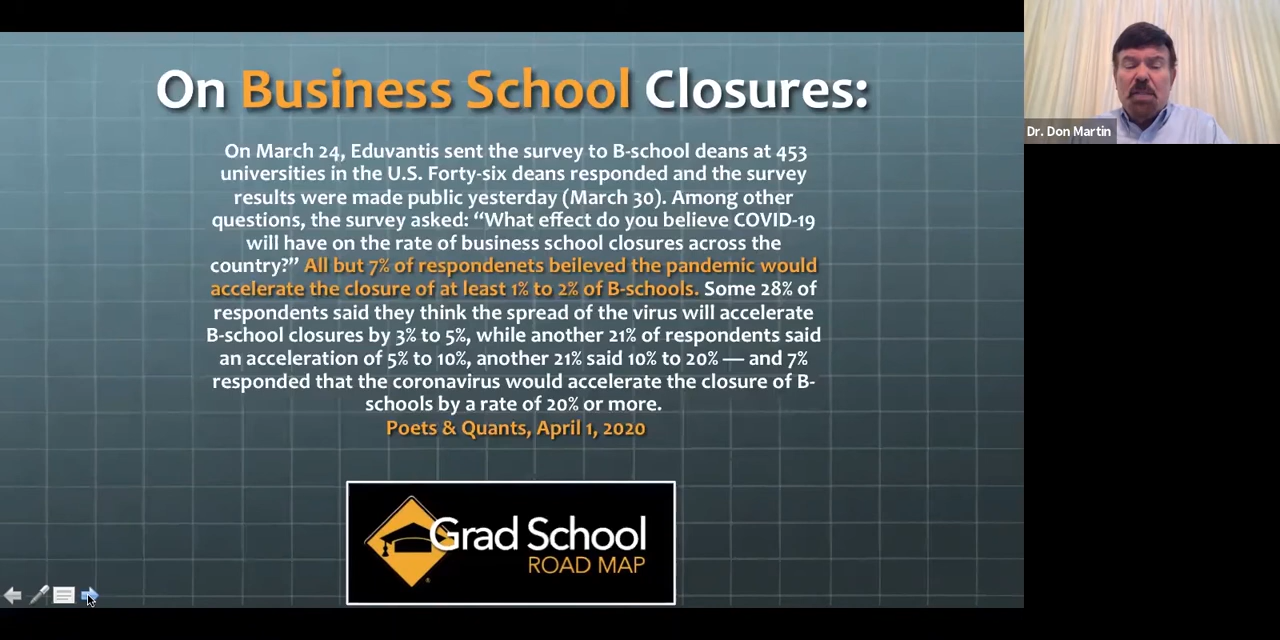 On Business School Closures:
On March 24, Eduvantis sent the survey to B-school deans at 453
universities in the U.S. Forty-six deans responded and the survey
results were made public yesterday (March 30). Among other
questions, the survey asked: “What effect do you believe COVID-19
will have on the rate of business school closures across the
country?” All but 7% of respondenets beileved the pandemic would
accelerate the closure of at least 1% to 2% of B-schools. Some 28% of
respondents said they think the spread of the virus will accelerate
B-school closures by 3% to 5%, while another 21% of respondents said
an acceleration of 5% to 10%, another 21% said 10% to 20% — and 7%
responded that the coronavirus would accelerate the closure of B-
schools by a rate of 20% or more.
Poets & Quants, April 1, 2020
Grad School
ROAD MAP
Dr. Don Martin